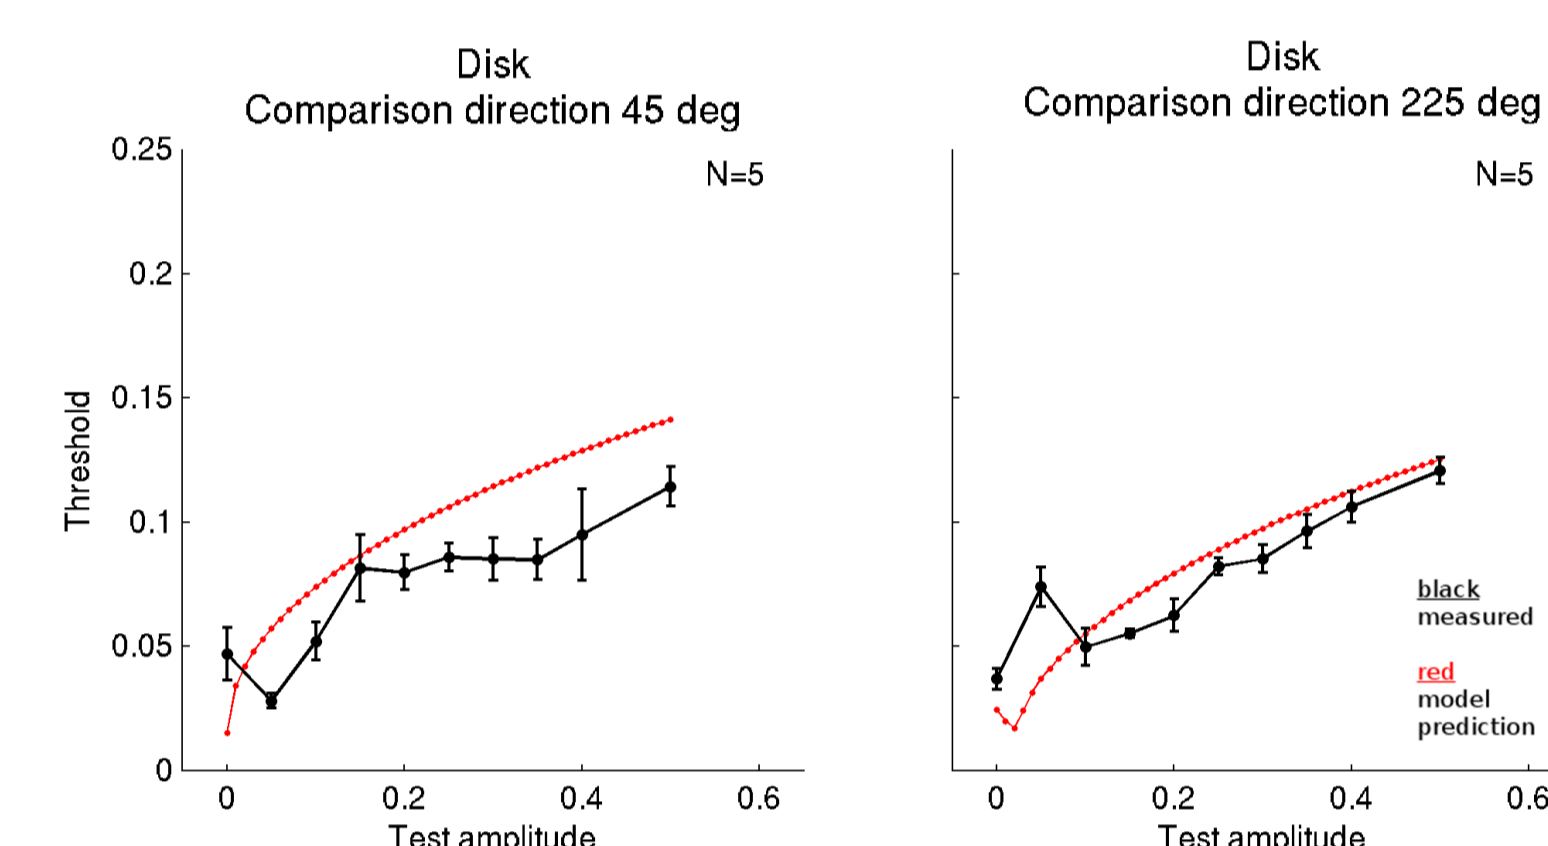 Disk
Comparison direction 45 deg
N=5
0.25
0.2
0.15
0.1
0.05
0
Threshold
0
0.2
0.4
0.6
Test amplitude
Disk
Comparison direction 225 deg
N=5
black
measured
red
model
prediction
0
0.2
0.4
0.6
Test amplitude